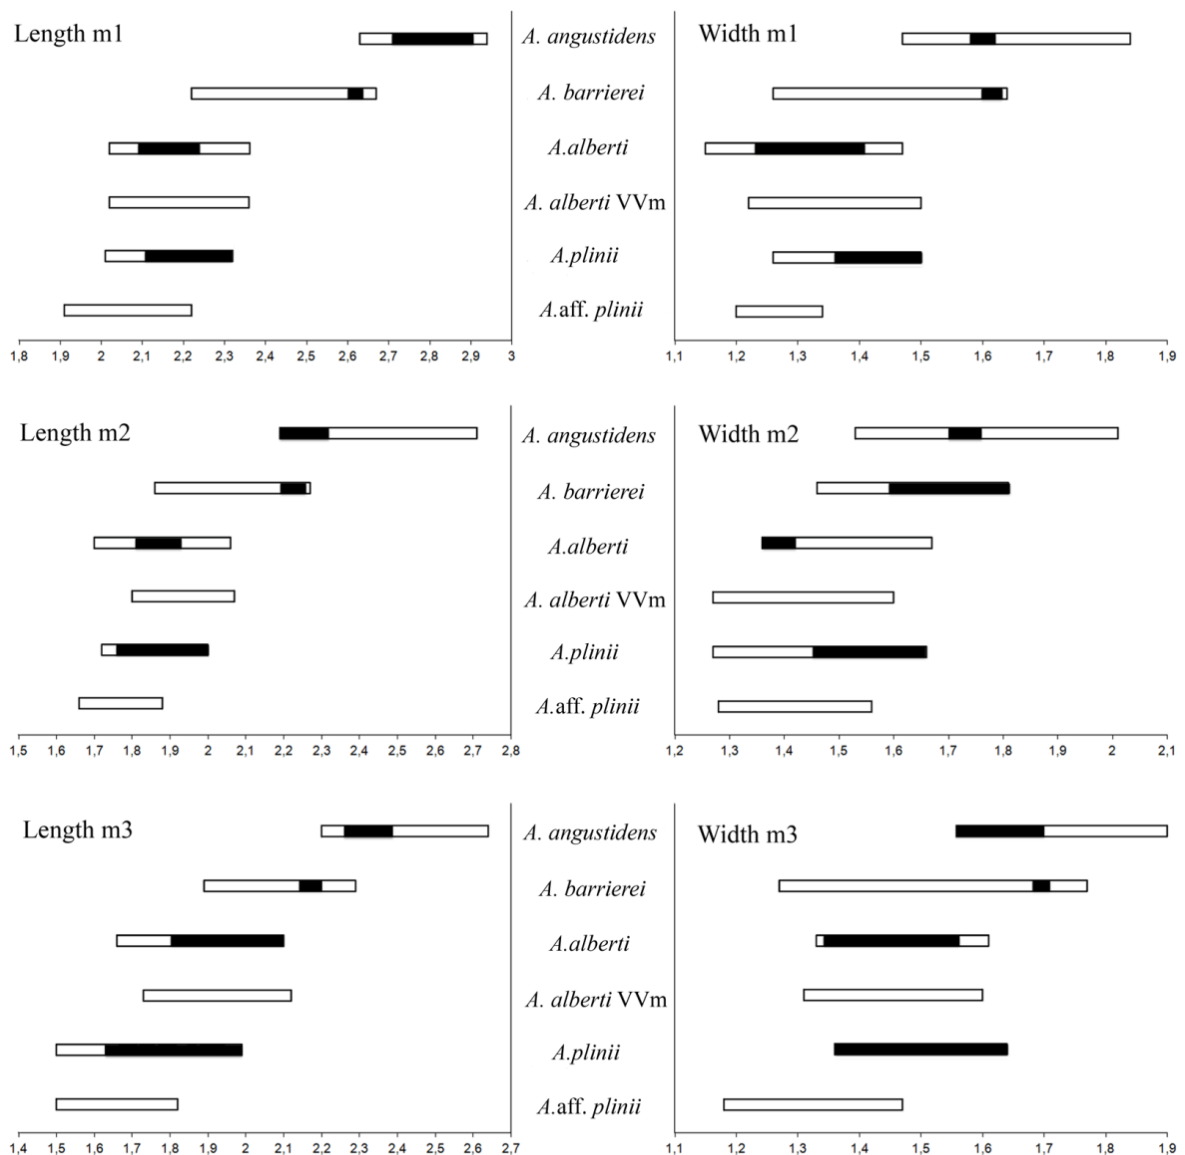 Length m1
A. angustidens
Width m1
A. barrierei
A.alberti
A. alberti VVm
A.plinii
A.aff. plinii
1,8 1,9 2 2,1 2,2 2,3 2,4 2,5 2,6 2,7 2,8 2,9 3
1,1 1,2 1,3 1,4 1,5 1,6 1,7 1,8 1,9
Length m2
A. angustidens
Width m2
A. barrierei
A.alberti
A. alberti VVm
A.plinii
A.aff. plinii
1,5 1,6 1,7 1,8 1,9 2 2,1 2,2 2,3 2,4 2,5 2,6 2,7 2,8
1,2 1,3 1,4 1,5 1,6 1,7 1,8 1,9 2 2,1
Length m3
A. angustidens
Width m3
A. barrierei
A.alberti
A. alberti VVm
A.plinii
A.aff. plinii
1,4 1,5 1,6 1,7 1,8 1,9 2 2,1 2,2 2,3 2,4 2,5 2,6 2,7
1,1 1,2 1,3 1,4 1,5 1,6 1,7 1,8 1,9